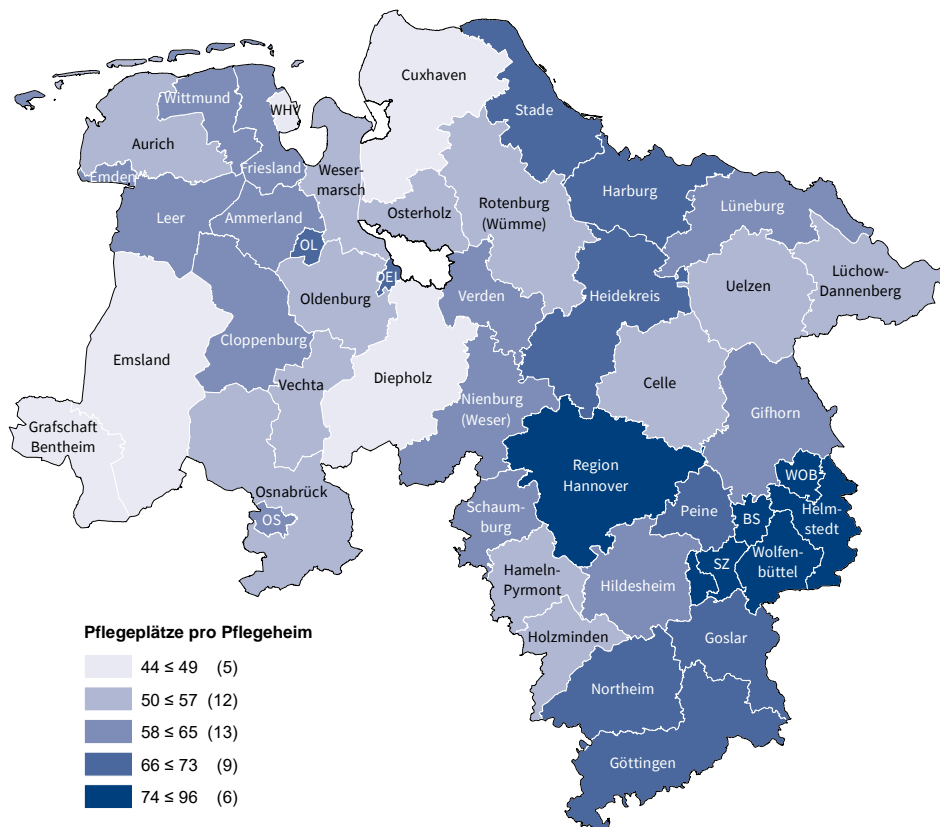 Cuxhaven
Wittmund
WHV
Stade
Aurich
Emden
Friesland
Weser-
marsch
Harburg
Leer
Ammerland
Osterholz
Rotenburg
(Wümme)
Lüneburg
OL
DEL
Oldenburg
Verden
Heidekreis
Uelzen
Lüchow-
Dannenberg
Cloppenburg
Emsland
Vechta
Diepholz
Celle
Nienburg
(Weser)
Gifhorn
Grafschaft
Bentheim
Region
Hannover
WOB
Osnabrück
OS
Schaum-
burg
Peine
BS
Helm-
stedt
Wolfen-
büttel
SZ
Hameln-
Pyrmont
Hildesheim
Holzminden
Goslar
Northeim
Göttingen
Pflegeplätze pro Pflegeheim
44 ≤ 49 (5)
50 ≤ 57 (12)
58 ≤ 65 (13)
66 ≤ 73 (9)
74 ≤ 96 (6)